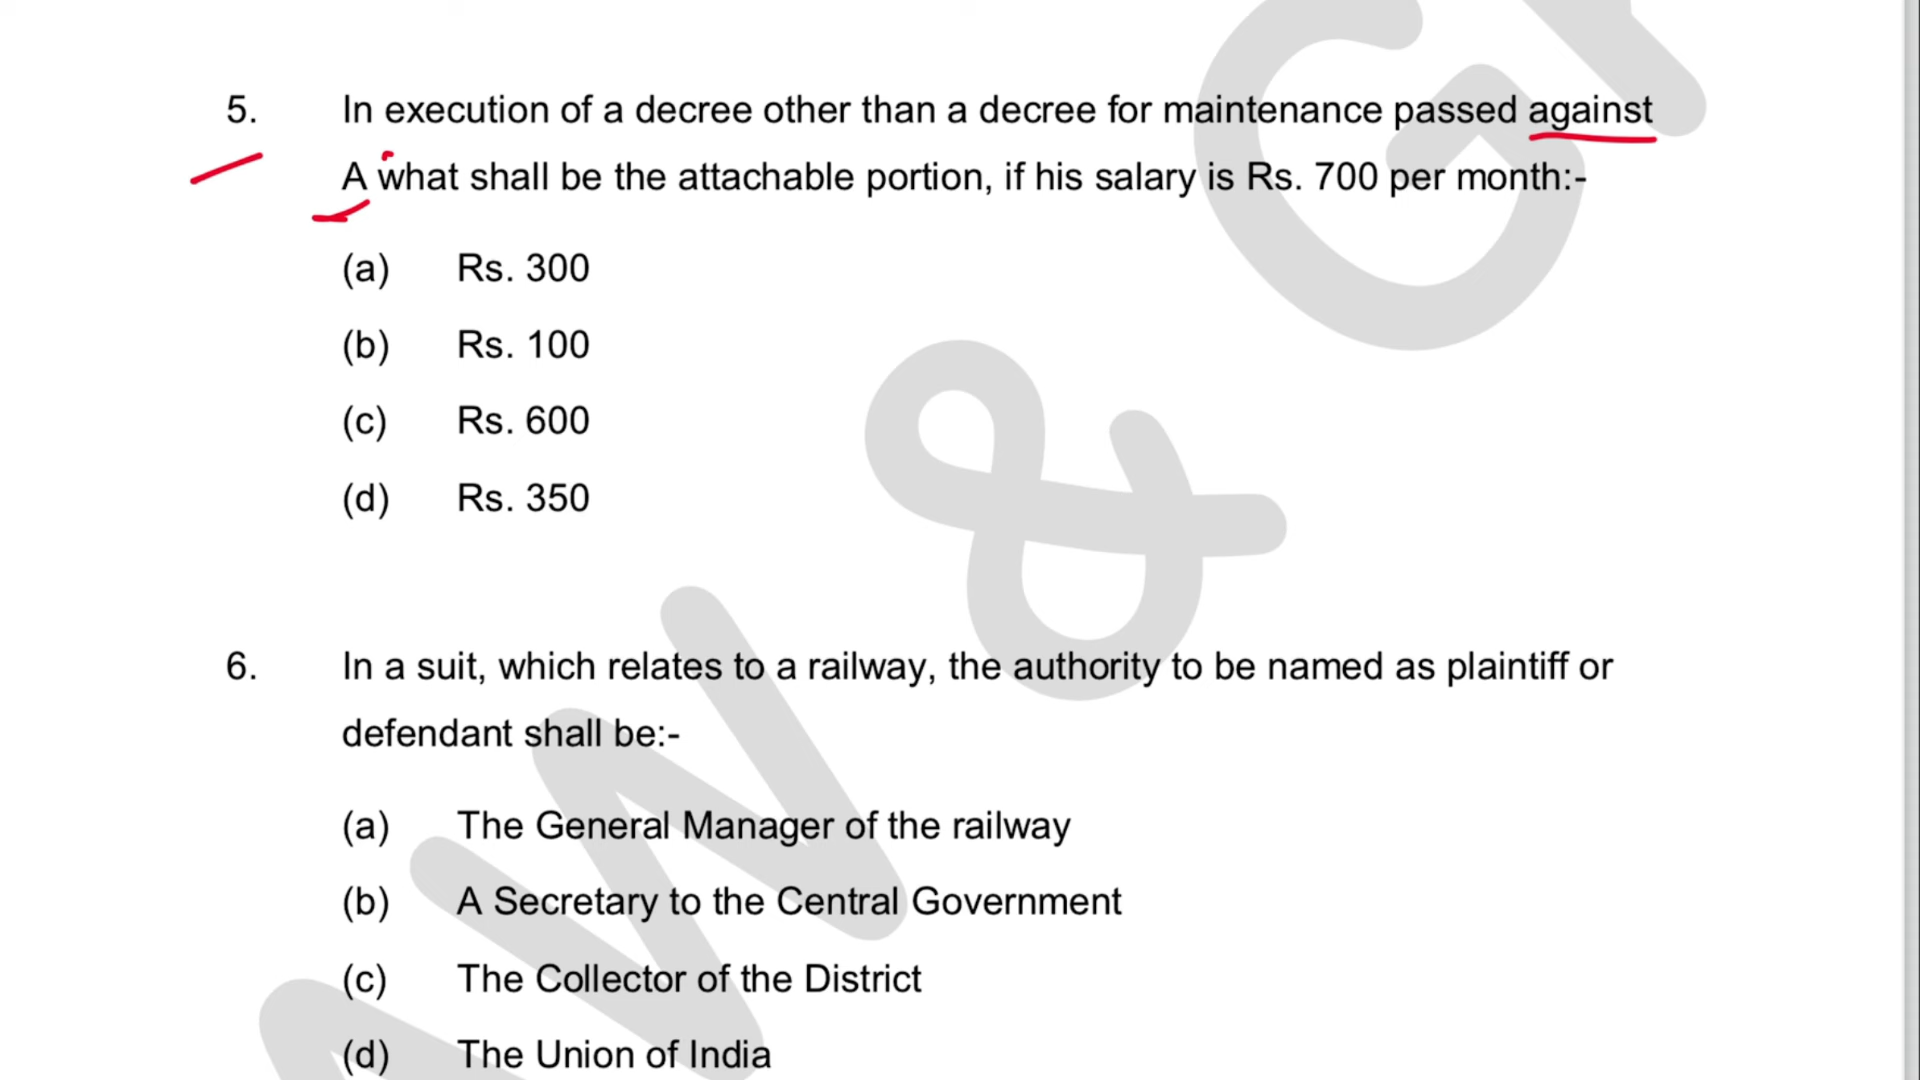 5. In execution of a decree other than a decree for maintenance passed against
A what shall be the attachable portion, if his salary is Rs. 700 per month:-
(a) Rs. 300
(b) Rs. 100
(c) Rs. 600
(d) Rs. 350
6. In a suit, which relates to a railway, the authority to be named as plaintiff or
defendant shall be:-
(a) The General Manager of the railway
(b) A Secretary to the Central Government
(c) The Collector of the District
(d) The Union of India